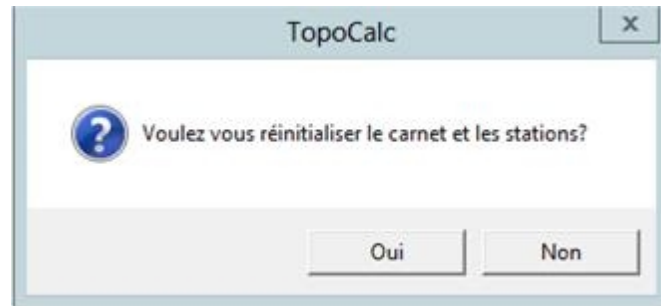 TopoCalc
x
?
Voulez vous réinitialiser le carnet et les stations?
Oui Non